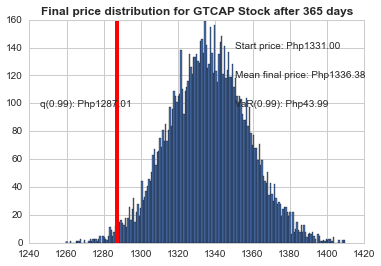 Final price distribution for GTCAP Stock after 365 days
160
140
120
100
80
60
40
20
0
Start price: Php1331.00
Mean final price: Php1336.38
q(0.99): Php1287.01
VaR(0.99): Php43.99
1240 1260 1280 1300 1320 1340 1360 1380 1400 1420